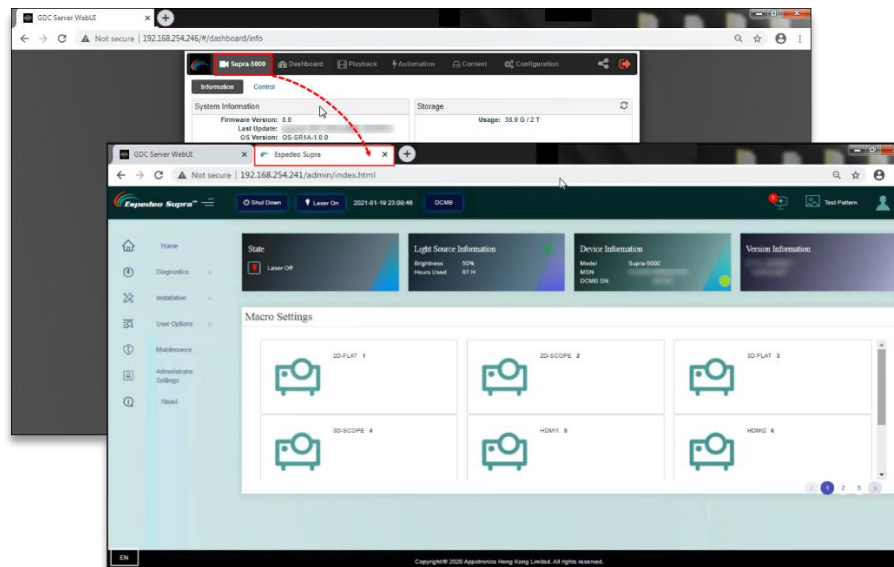 GDC Server WebUI
Not secure | 192.168.254.246/#/dashboard/info
Supra-5000 Dashboard Playback Automation Content Configuration
Information Control
System Information
Storage
Firmware Version: 8.0
Last Update:
OS Version: OS-SR1A-1.0.9
Usage: 38.9 G / 2 T
GDC Server WebUI
Espedeo Supra
Not secure | 192.168.254.241/admin/index.html
Espedeo Supra™
Shut Down
Laser On
2021-01-19 23:09:46
DCMB
Test Pattern
Home
Diagnostics
Installation
User Options
Maintenance
Administrator
Settings
About
State
Laser Off
Light Source Information
Brightness 50%
Hours Used 87 H
Device Information
Model Supra-5000
MSN
DCMB SN
Version Information
Macro Settings
2D-FLAT 1
2D-SCOPE 2
3D-FLAT 3
3D-SCOPE 4
HDMI1 5
HDMI2 6
< 1 2 3 >
EN
Copyright© 2020 Appotronics Hong Kong Limited. All rights reserved.